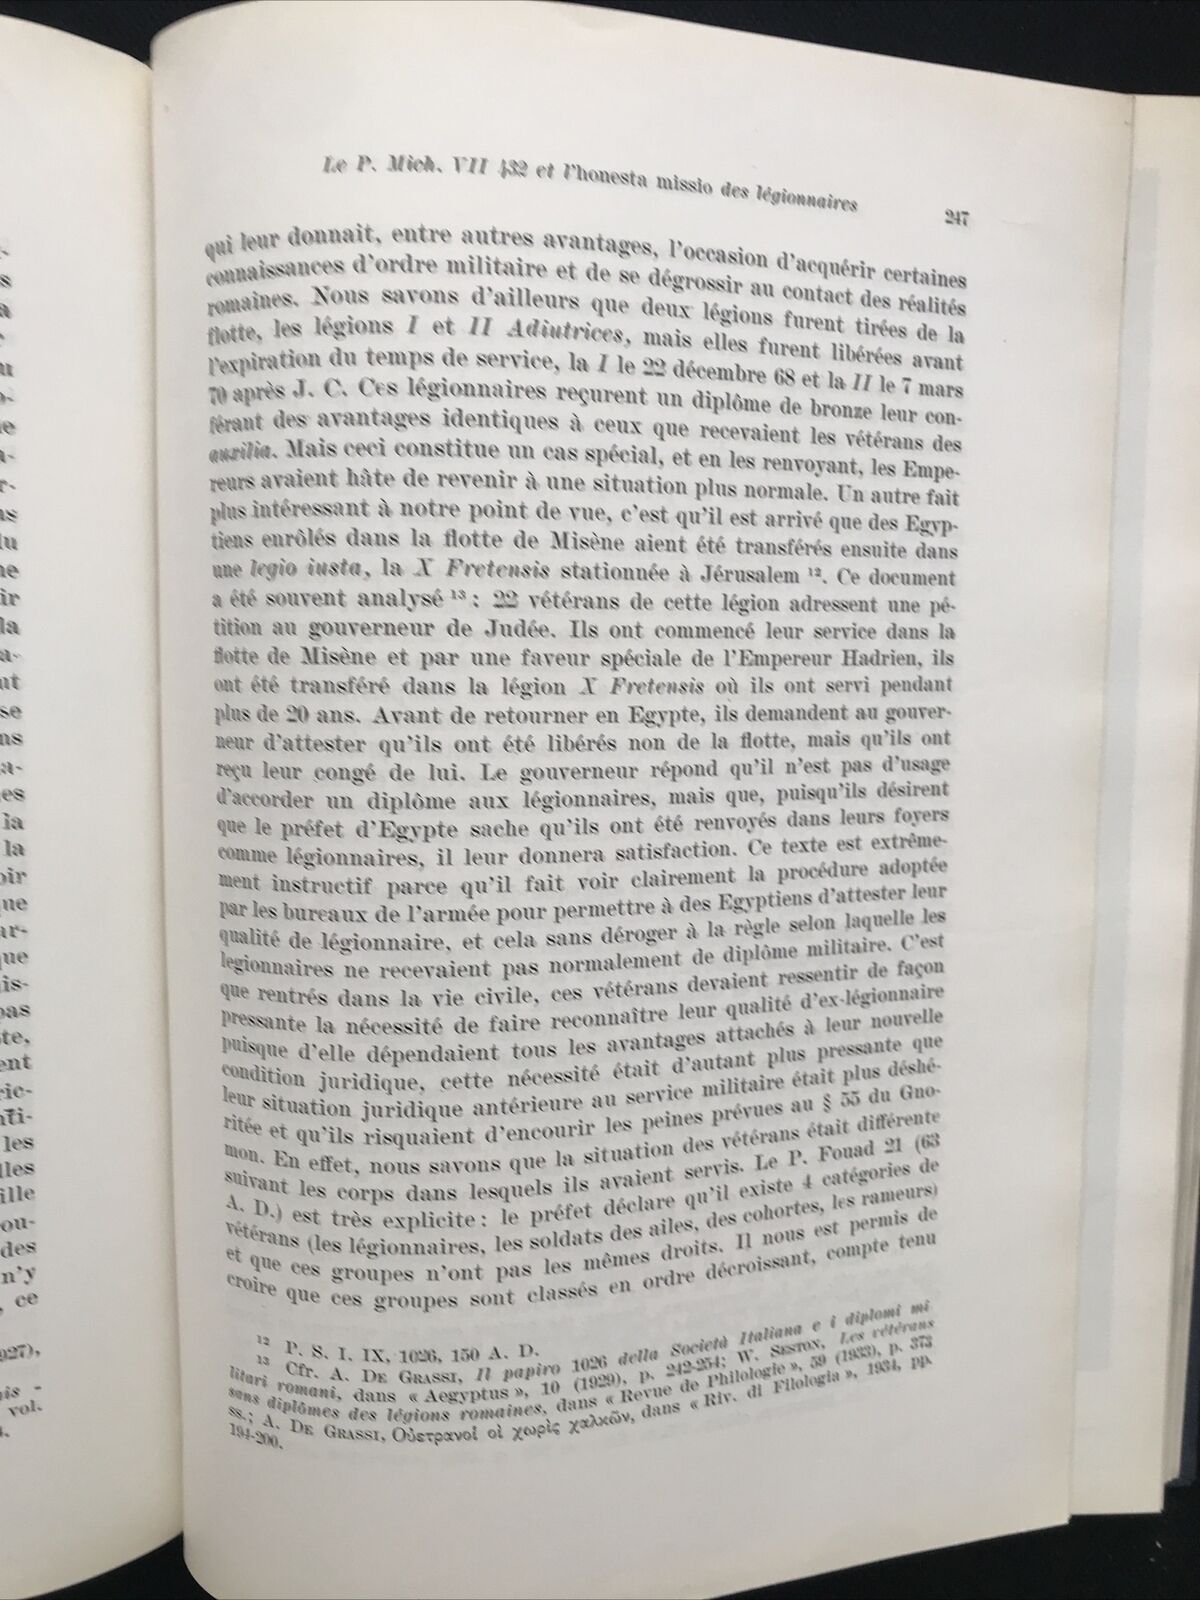 Le P. Mich. VII 432 et l'honesta missio des légionnaires
247
qui leur donnait, entre autres avantages, l'occasion d'acquérir certaines
connaissances d'ordre militaire et de se dégrossir au contact des réalités
romaines. Nous savons d'ailleurs que deux légions furent tirées de la
flotte, les légions I et II Adiutrices, mais elles furent libérées avant
l'expiration du temps de service, la I le 22 décembre 68 et la II le 7 mars
70 après J. C. Ces légionnaires reçurent un diplôme de bronze leur con-
férant des avantages identiques à ceux que recevaient les vétérans des
auxilia. Mais ceci constitue un cas spécial, et en les renvoyant, les Empe-
reurs avaient hâte de revenir à une situation plus normale. Un autre fait
plus intéressant à notre point de vue, c'est qu'il est arrivé que des Egyp-
tiens enrôlés dans la flotte de Misène aient été transférés ensuite dans
une legio iusta, la X Fretensis stationnée à Jérusalem ¹². Ce document
a été souvent analysé ¹³ : 22 vétérans de cette légion adressent une pé-
tition au gouverneur de Judée. Ils ont commencé leur service dans la
flotte de Misène et par une faveur spéciale de l'Empereur Hadrien, ils
ont été transféré dans la légion X Fretensis où ils ont servi pendant
plus de 20 ans. Avant de retourner en Egypte, ils demandent au gouver-
neur d'attester qu'ils ont été libérés non de la flotte, mais qu'ils ont
reçu leur congé de lui. Le gouverneur répond qu'il n'est pas d'usage
d'accorder un diplôme aux légionnaires, mais que, puisqu'ils désirent
que le préfet d'Egypte sache qu'ils ont été renvoyés dans leurs foyers
comme légionnaires, il leur donnera satisfaction. Ce texte est extrême-
ment instructif parce qu'il fait voir clairement la procédure adoptée
par les bureaux de l'armée pour permettre à des Egyptiens d'attester leur
qualité de légionnaire, et cela sans déroger à la règle selon laquelle les
legionnaires ne recevaient pas normalement de diplôme militaire. C'est
que rentrés dans la vie civile, ces vétérans devaient ressentir de façon
pressante la nécessité de faire reconnaître leur qualité d'ex-légionnaire
puisque d'elle dépendaient tous les avantages attachés à leur nouvelle
condition juridique, cette nécessité était d'autant plus pressante que
leur situation juridique antérieure au service militaire était plus déshé-
ritée et qu'ils risquaient d'encourir les peines prévues au § 55 du Gno-
mon. En effet, nous savons que la situation des vétérans était différente
suivant les corps dans lesquels ils avaient servis. Le P. Fouad 21 (63
A. D.) est très explicite : le préfet déclare qu'il existe 4 catégories de
vétérans (les légionnaires, les soldats des ailes, des cohortes, les rameurs)
et que ces groupes n'ont pas les mêmes droits. Il nous est permis de
croire que ces groupes sont classés en ordre décroissant, compte tenu
¹² P. S. I. IX, 1026, 150 A. D.
¹³ Cfr. A. DE GRASSI, Il papiro 1026 della Società Italiana e i diplomi mi
litari romani, dans « Aegyptus », 10 (1929), p. 242-254; W. SESTON, Les vétérans
sans diplômes des légions romaines, dans « Revue de Philologie », 59 (1933), p. 373
ss.; A. DE GRASSI, Οὐετρανοί οἱ χωρὶς χαλκῶν, dans « Riv. di Filologia », 1934, pp.
194-200.